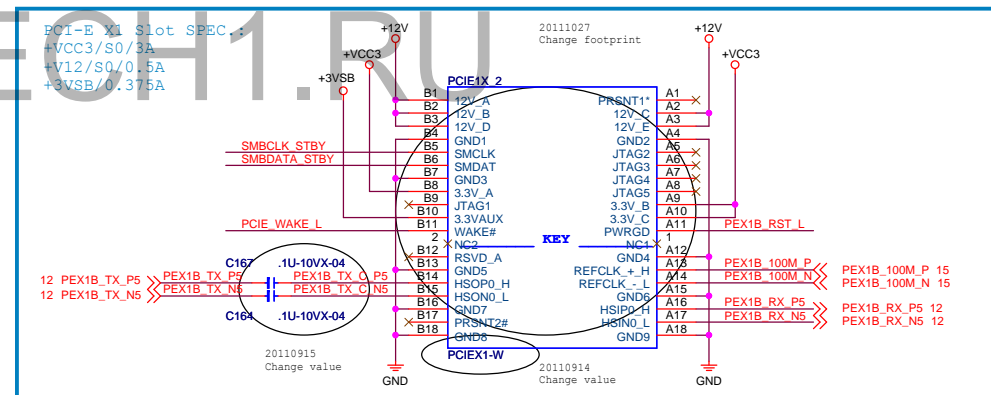 ECH1.RU
PCI-E X1 Slot SPEC.:
+VCC3/S0/3A
+V12/S0/0.5A
+3VSB/0.375A
+12V
+VCC3
+3VSB
20111027
Change footprint
+12V
+VCC3
PCIE1X_2
B1 12V_A PRSNT1* A1
B2 12V_B 12V_C A2
B3 12V_D 12V_E A3
B4 GND1 GND2 A4
SMBCLK_STBY B5 SMCLK JTAG2 A5
SMBDATA_STBY B6 SMDAT JTAG3 A6
B7 GND3 JTAG4 A7
B8 3.3V_A JTAG5 A8
B9 JTAG1 3.3V_B A9
B10 3.3VAUX 3.3V_C A10
PCIE_WAKE_L B11 WAKE# PWRGD A11 PEX1B_RST_L
2 NC2 KEY NC1 1
B12 RSVD_A GND4 A12
C167 .1U-10VX-04 B13 GND5 REFCLK_+_H A13 PEX1B_100M_P PEX1B_100M_P 15
12 PEX1B_TX_P5 PEX1B_TX_P5 PEX1B_TX_C_P5 B14 HSOP0_H REFCLK_-_L A14 PEX1B_100M_N PEX1B_100M_N 15
12 PEX1B_TX_N5 PEX1B_TX_N5 PEX1B_TX_C_N5 B15 HSON0_L GND6 A15
B16 GND7 HSIP0_H A16 PEX1B_RX_P5 PEX1B_RX_P5 12
C164 .1U-10VX-04 B17 PRSNT2# HSIN0_L A17 PEX1B_RX_N5 PEX1B_RX_N5 12
B18 GND8 GND9 A18
20110915
Change value
PCIEX1-W
20110914
Change value
GND
GND